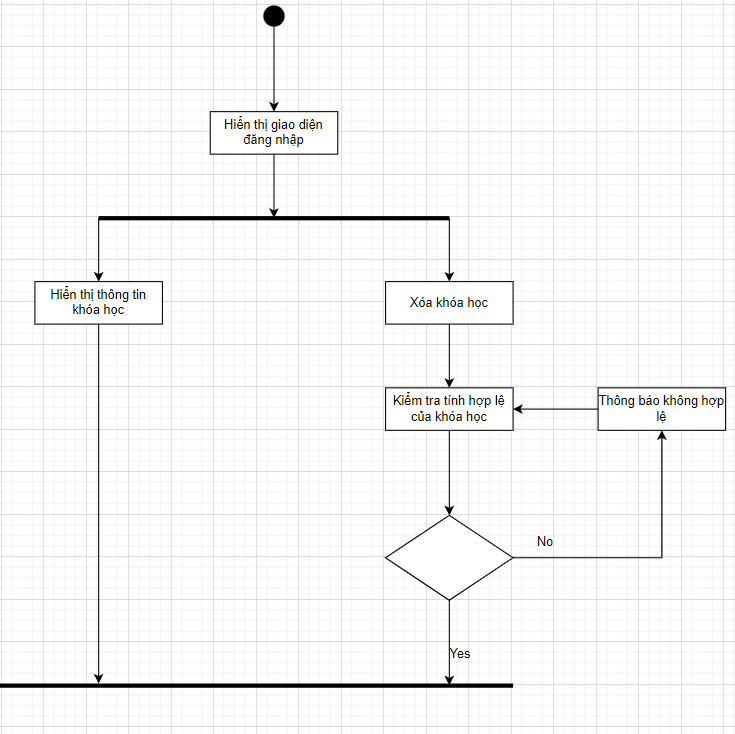 Hiển thị giao diện
đăng nhập
Hiển thị thông tin
khóa học
Xóa khóa học
Kiểm tra tính hợp lệ
của khóa học
Thông báo không hợp
lệ
No
Yes